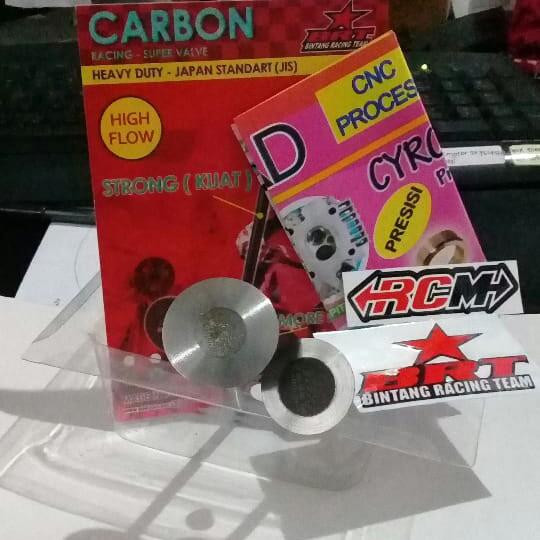 CARBON
RACING - SUPER VALVE
HEAVY DUTY - JAPAN STANDART (JIS)
BRT
BINTANG RACING TEAM
HIGH
FLOW
STRONG ( KUAT )
MORE
CNC
PROCES
D
CYRO
PRESISI
RCM
BRT
BINTANG RACING TEAM